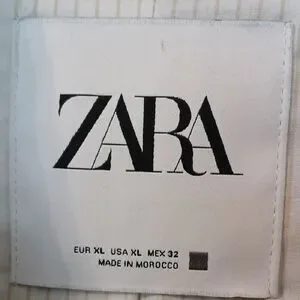 ZARA
EUR XL USA XL MEX 32
MADE IN MOROCCO